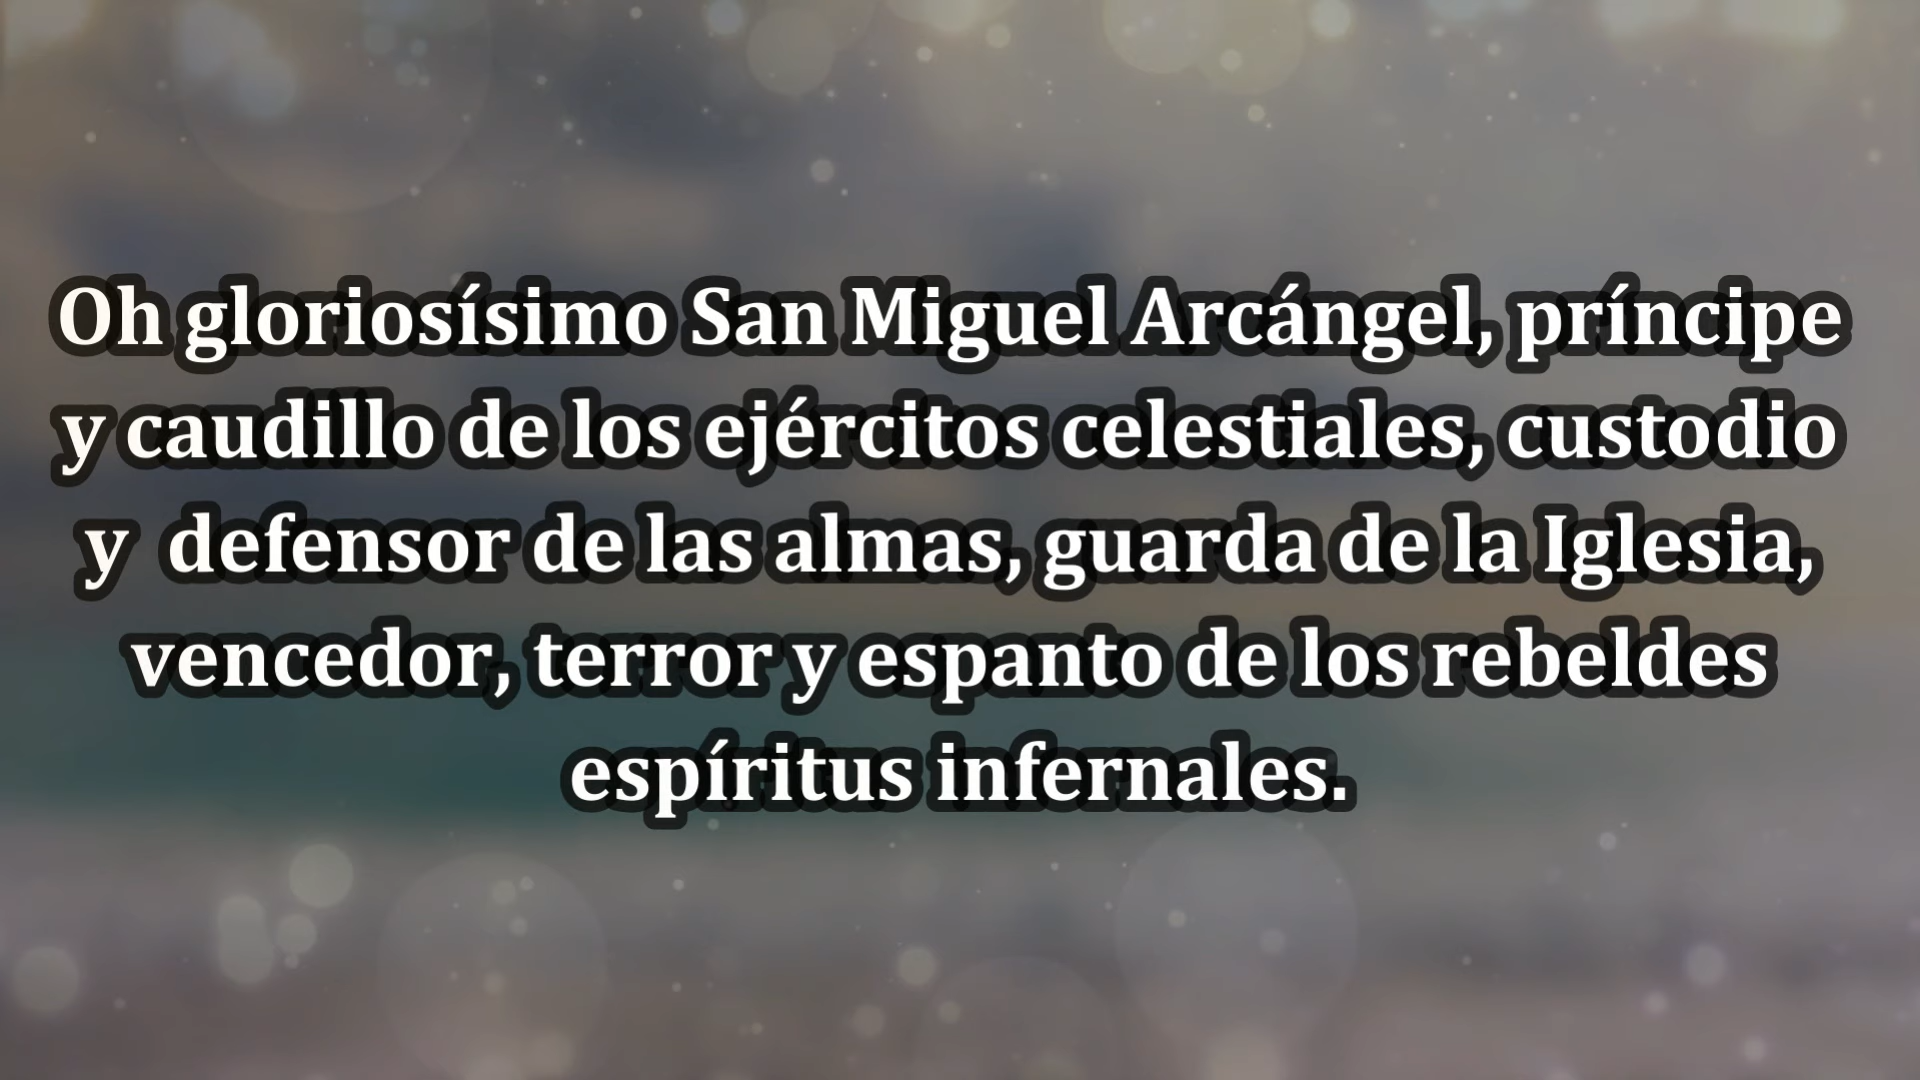 Oh gloriosísimo San Miguel Arcángel, príncipe
y caudillo de los ejércitos celestiales, custodio
y  defensor de las almas, guarda de la Iglesia,
vencedor, terror y espanto de los rebeldes
espíritus infernales.